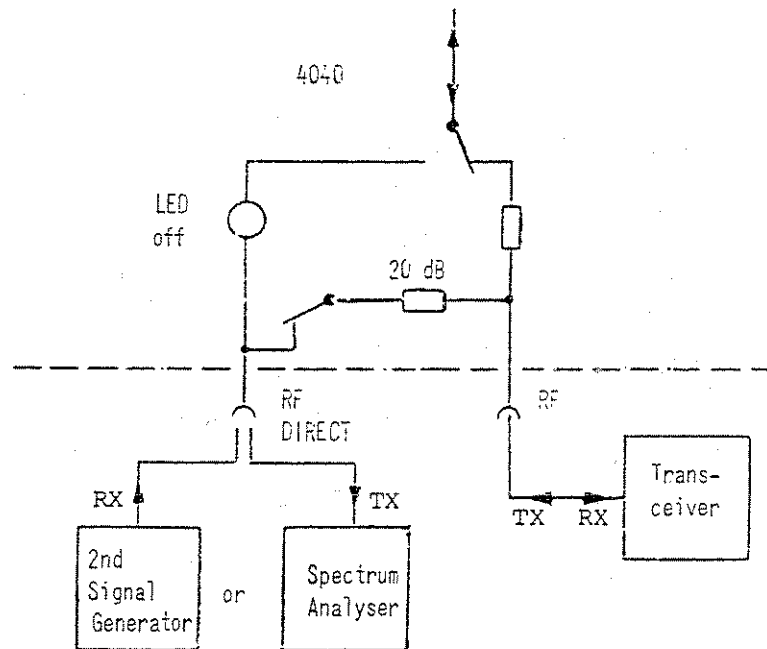 4040
LED
off
20 dB
RF
DIRECT
RF
RX
TX
TX
RX
Trans-
ceiver
2nd
Signal
Generator
or
Spectrum
Analyser